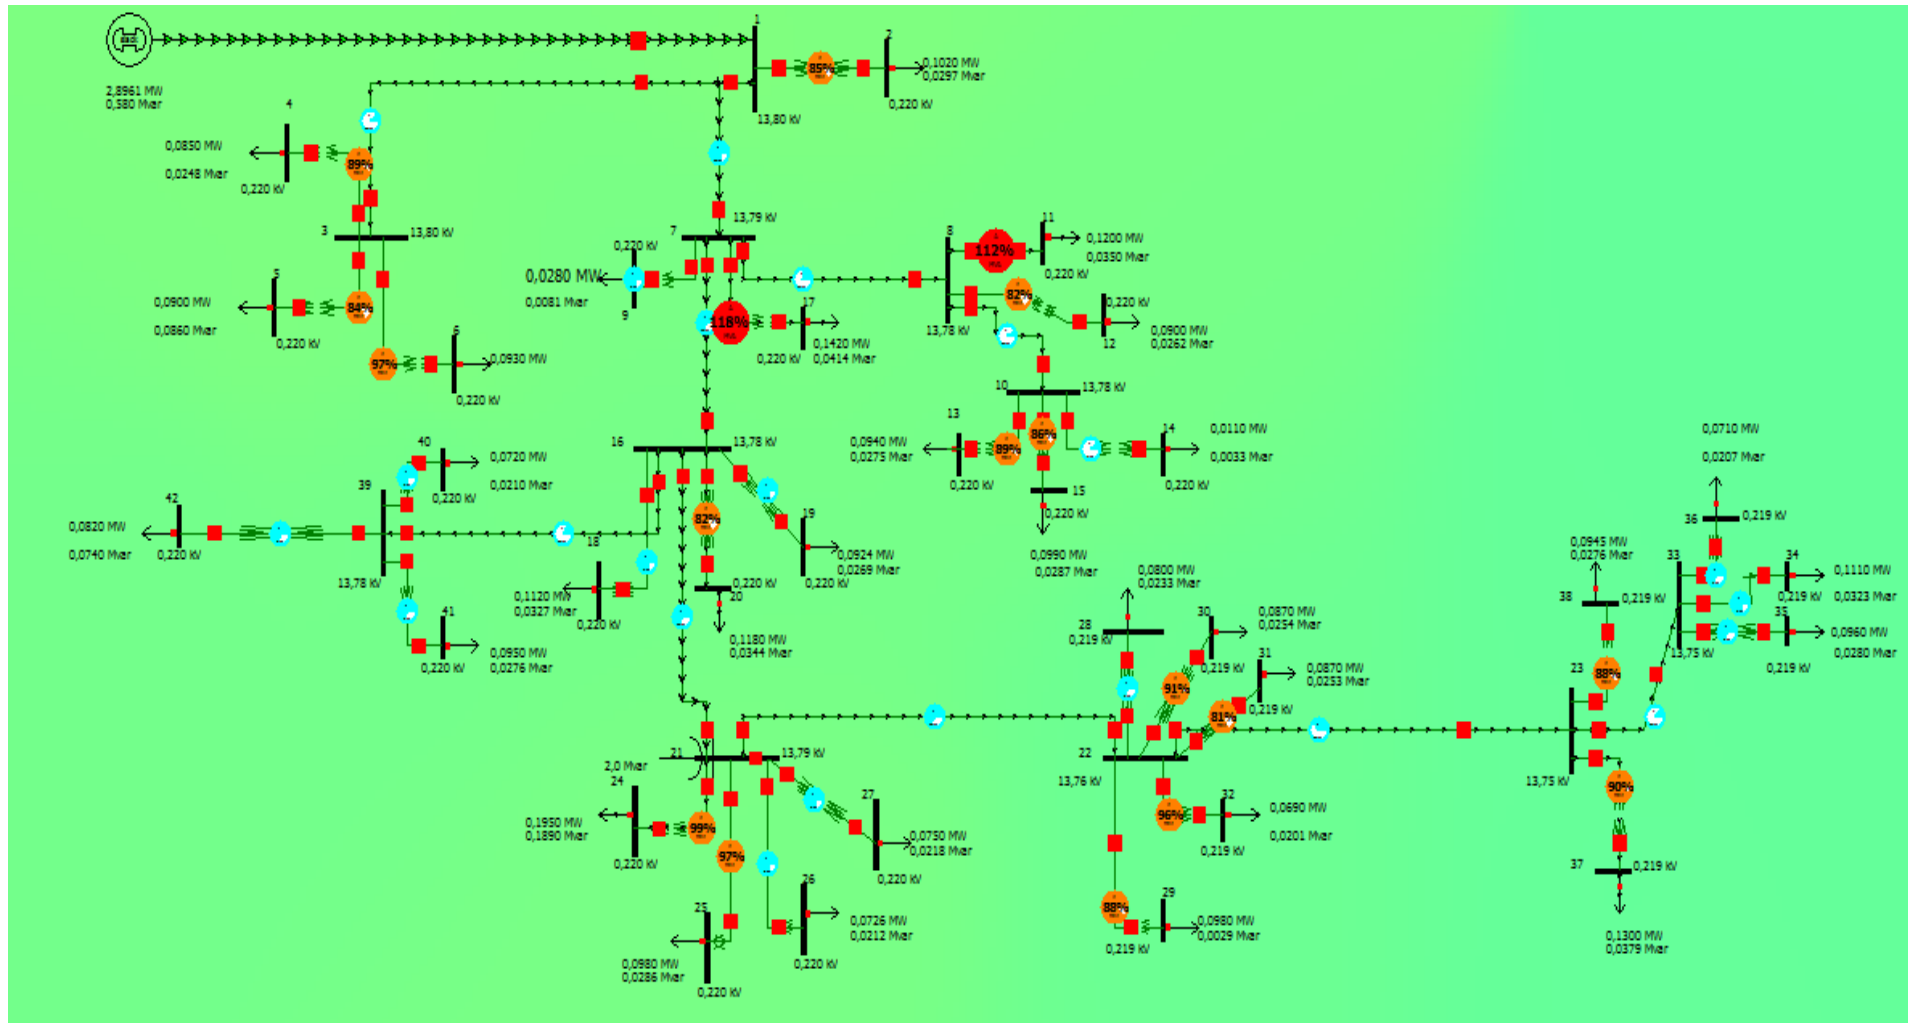 1
2
85%
0,1020 MW
0,0297 Mvar
0,220 kV
13,80 kV
2,8961 MW
0,580 Mvar
4
0,0850 MW
0,0248 Mvar
0,220 kV
89%
3
13,80 kV
5
0,0900 MW
0,0860 Mvar
0,220 kV
84%
6
97%
0,0930 MW
0,220 kV
13,79 kV
7
0,220 kV
0,0280 MW
0,0081 Mvar
9
118%
17
0,1420 MW
0,0414 Mvar
0,220 kV
8
112%
11
0,1200 MW
0,0350 Mvar
0,220 kV
82%
0,220 kV
0,0900 MW
0,0262 Mvar
12
13,78 kV
10
13,78 kV
13
0,0940 MW
0,0275 Mvar
89%
86%
0,220 kV
14
0,0110 MW
0,0033 Mvar
0,220 kV
15
0,220 kV
0,0990 MW
0,0287 Mvar
16
13,78 kV
40
0,0720 MW
0,0210 Mvar
0,220 kV
39
42
0,0820 MW
0,0740 Mvar
0,220 kV
13,78 kV
41
0,0950 MW
0,0276 Mvar
0,220 kV
18
0,1120 MW
0,0327 Mvar
0,220 kV
82%
19
0,0924 MW
0,0269 Mvar
0,220 kV
0,220 kV
20
0,1180 MW
0,0344 Mvar
21
13,79 kV
2,0 Mvar
24
0,1950 MW
0,1890 Mvar
0,220 kV
99%
97%
27
0,0750 MW
0,0218 Mvar
0,220 kV
25
0,0980 MW
0,0286 Mvar
0,220 kV
26
0,0726 MW
0,0212 Mvar
0,220 kV
0,0800 MW
0,0233 Mvar
28
0,219 kV
30
0,0870 MW
0,0254 Mvar
0,219 kV
91%
31
0,0870 MW
0,0253 Mvar
0,219 kV
81%
22
13,76 kV
32
96%
0,0690 MW
0,0201 Mvar
0,219 kV
88%
29
0,0980 MW
0,0029 Mvar
0,219 kV
0,0710 MW
0,0207 Mvar
36
0,219 kV
33
34
0,1110 MW
0,0323 Mvar
0,219 kV
35
0,0960 MW
0,0280 Mvar
0,219 kV
13,75 kV
0,0945 MW
0,0276 Mvar
38
0,219 kV
88%
23
13,75 kV
90%
37
0,219 kV
0,1300 MW
0,0379 Mvar